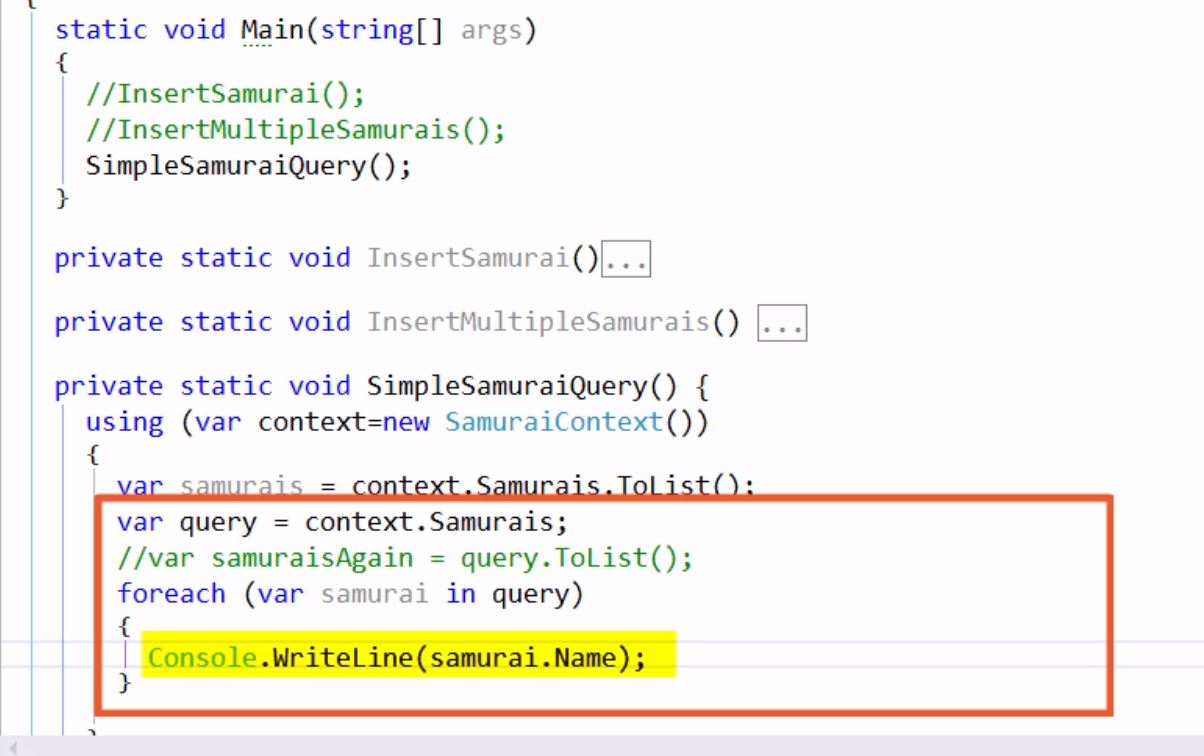 {
static void Main(string[] args)
{
//InsertSamurai();
//InsertMultipleSamurais();
SimpleSamuraiQuery();
}
private static void InsertSamurai()...
private static void InsertMultipleSamurais() ...
private static void SimpleSamuraiQuery() {
using (var context=new SamuraiContext())
{
var samurais = context.Samurais.ToList();
var query = context.Samurais;
//var samuraisAgain = query.ToList();
foreach (var samurai in query)
{
Console.WriteLine(samurai.Name);
}
}